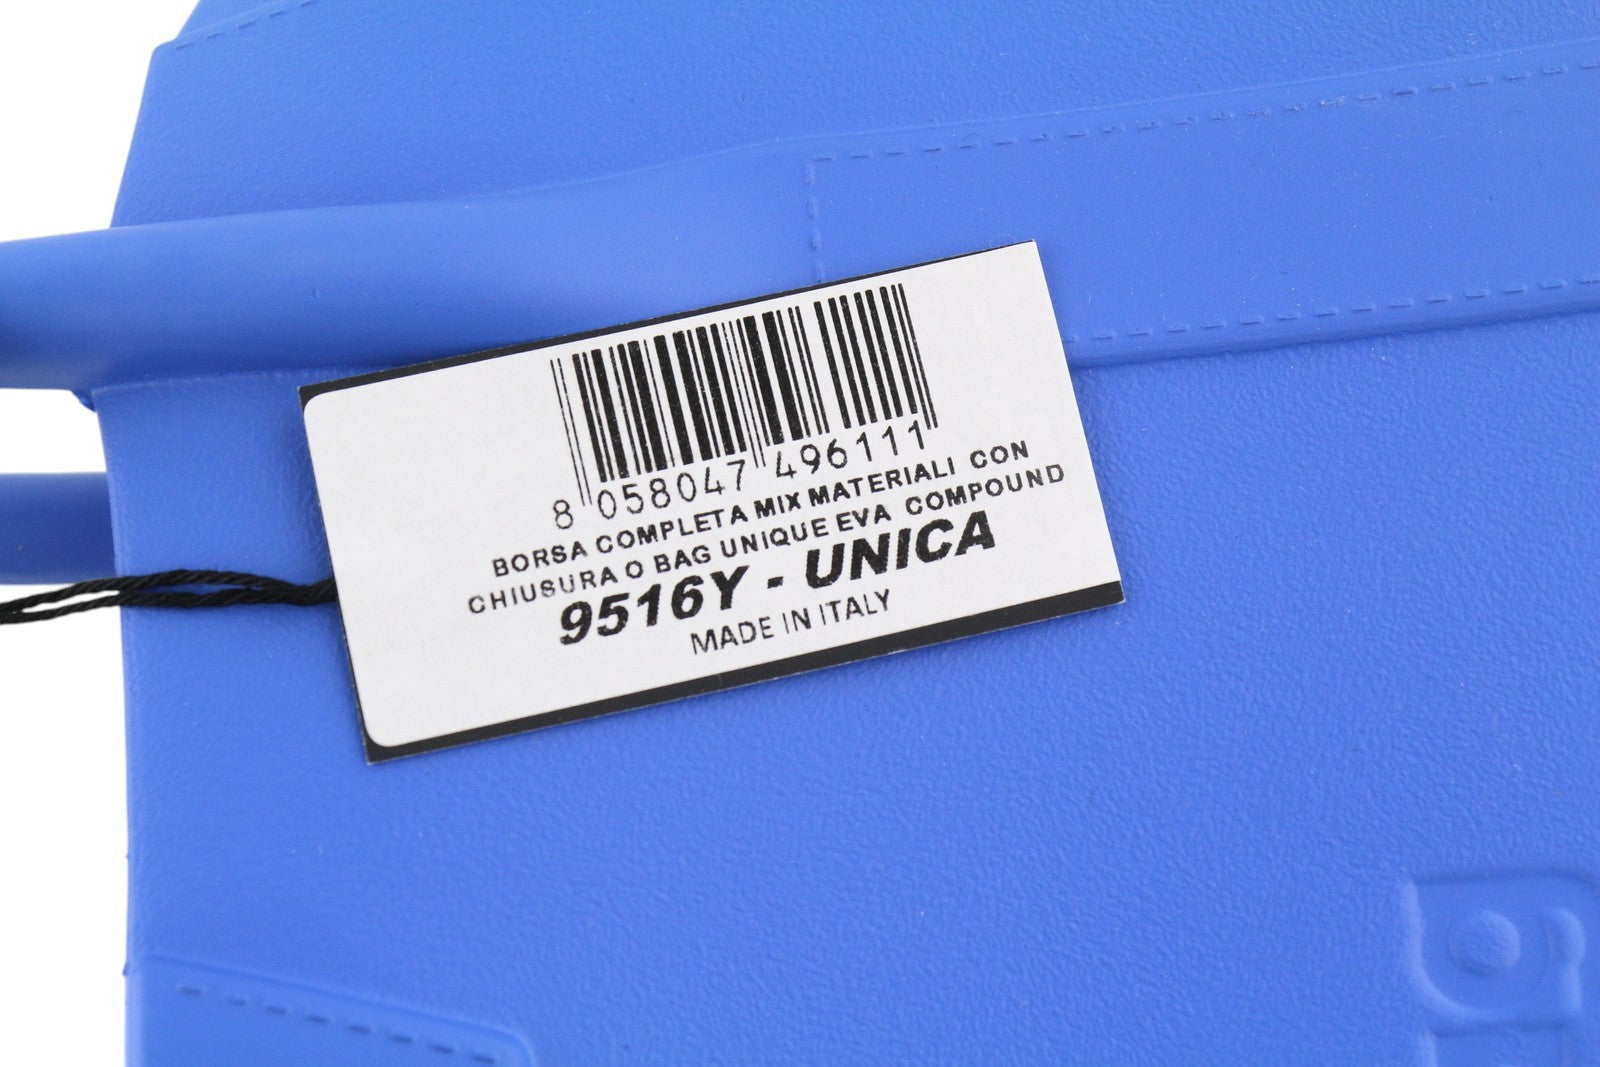 8 058047 496111
BORSA COMPLETA MIX MATERIALI CON
CHIUSURA O BAG UNIQUE EVA COMPOUND
9516Y - UNICA
MADE IN ITALY